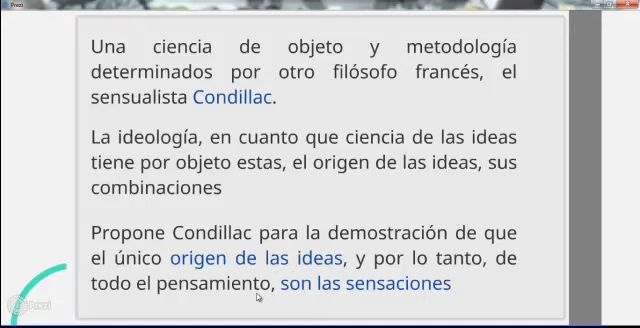 Prezi
Una ciencia de objeto y metodología
determinados por otro filósofo francés, el
sensualista Condillac.
La ideología, en cuanto que ciencia de las ideas
tiene por objeto estas, el origen de las ideas, sus
combinaciones
Propone Condillac para la demostración de que
el único origen de las ideas, y por lo tanto, de
todo el pensamiento, son las sensaciones
Prezi